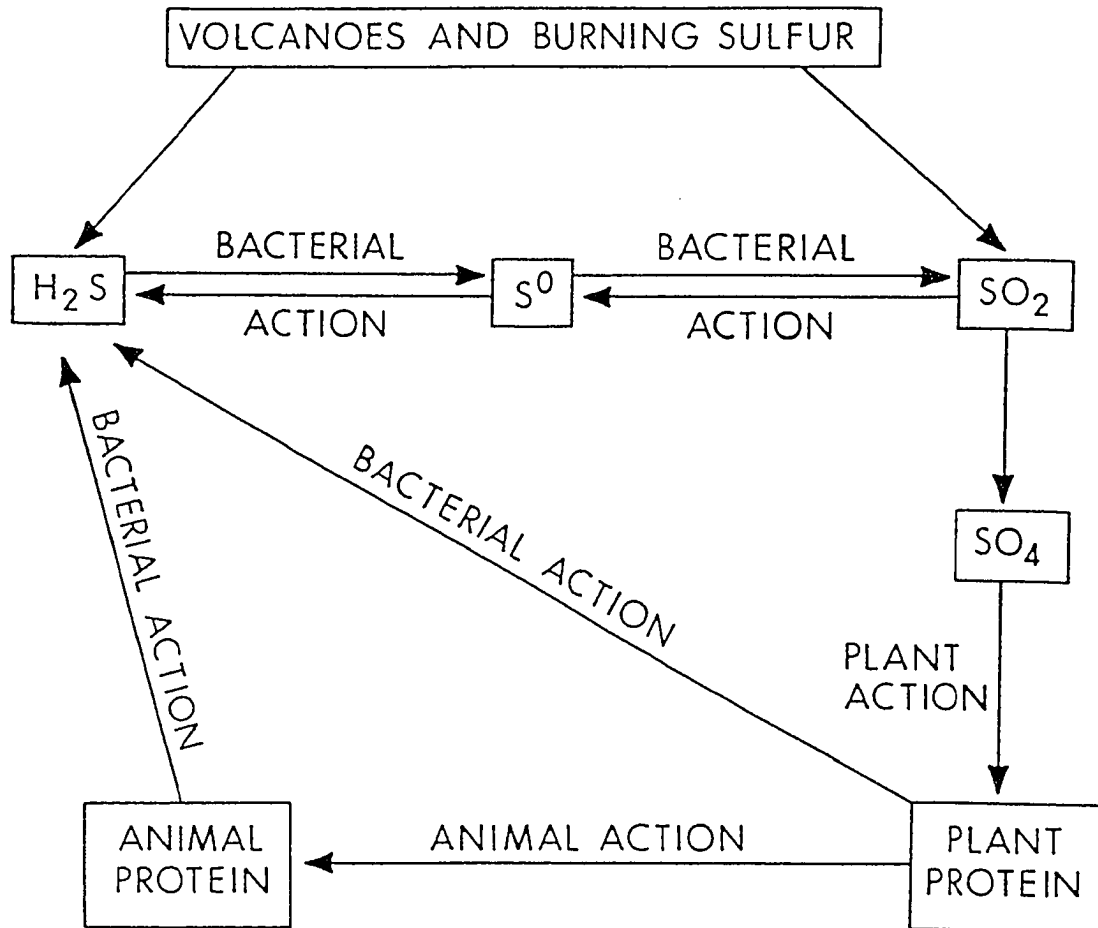 VOLCANOES AND BURNING SULFUR
BACTERIAL
ACTION
BACTERIAL
ACTION
H₂S
S⁰
SO₂
SO₄
BACTERIAL ACTION
BACTERIAL ACTION
PLANT
ACTION
ANIMAL
PROTEIN
ANIMAL ACTION
PLANT
PROTEIN